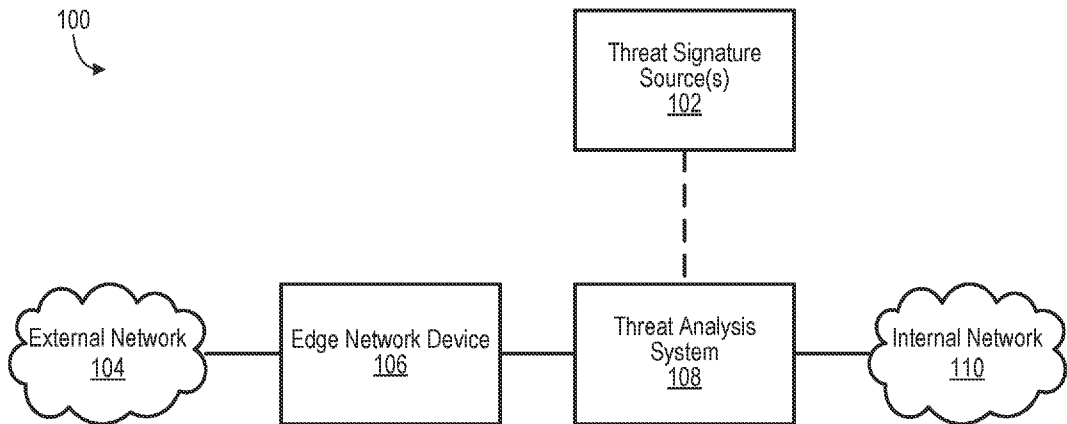 100
Threat Signature
Source(s)
102
External Network
104
Edge Network Device
106
Threat Analysis
System
108
Internal Network
110